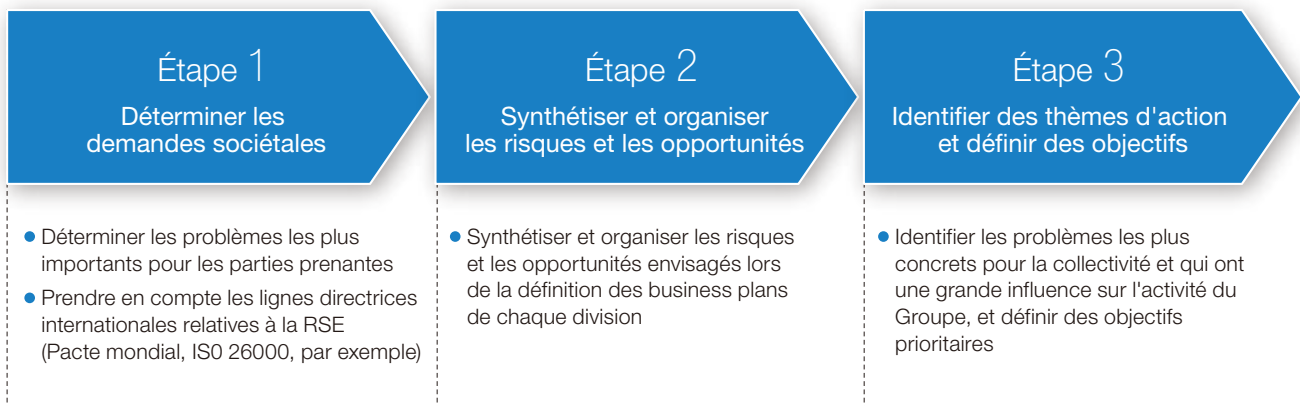 Étape 1
Déterminer les
demandes sociétales
Étape 2
Synthétiser et organiser
les risques et les opportunités
Étape 3
Identifier des thèmes d'action
et définir des objectifs
● Déterminer les problèmes les plus
importants pour les parties prenantes
● Prendre en compte les lignes directrices
internationales relatives à la RSE
(Pacte mondial, IS0 26000, par exemple)
● Synthétiser et organiser les risques
et les opportunités envisagés lors
de la définition des business plans
de chaque division
● Identifier les problèmes les plus
concrets pour la collectivité et qui ont
une grande influence sur l'activité du
Groupe, et définir des objectifs
prioritaires